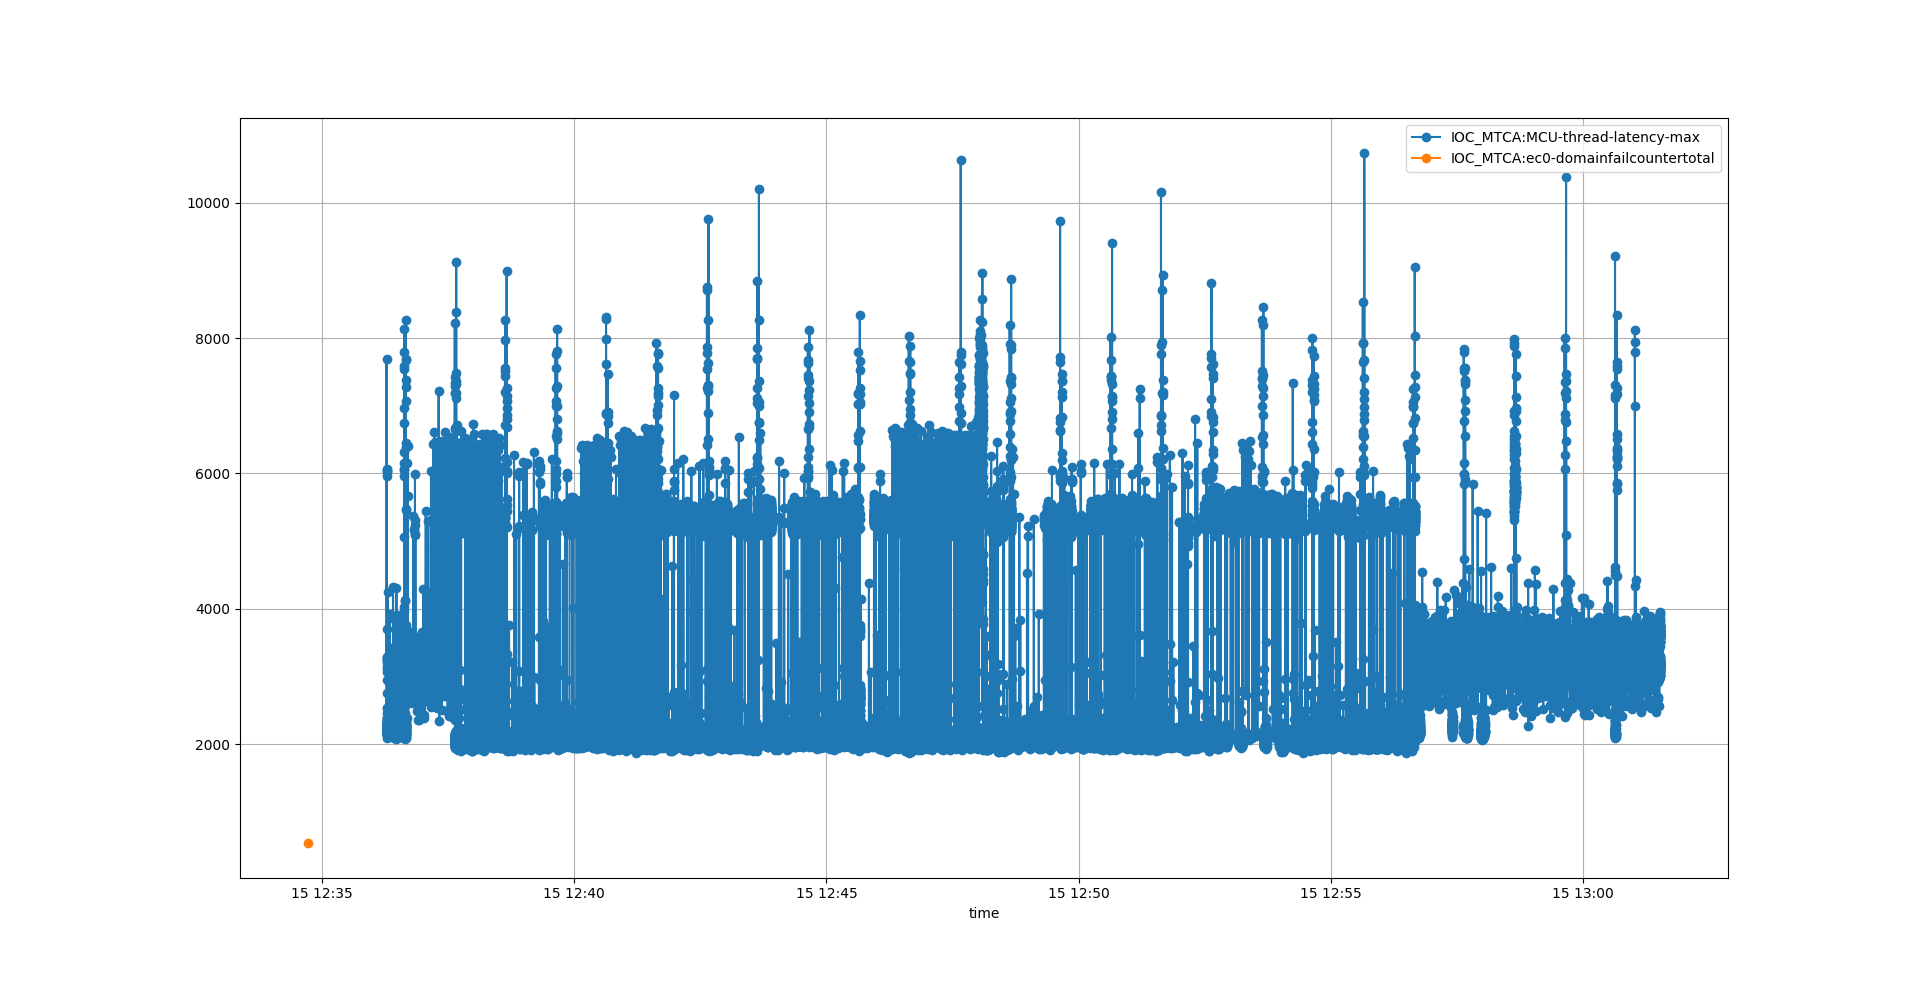 IOC_MTCA:MCU-thread-latency-max
IOC_MTCA:ec0-domainfailcountertotal
10000
8000
6000
4000
2000
15 12:35 15 12:40 15 12:45 15 12:50 15 12:55 15 13:00
time